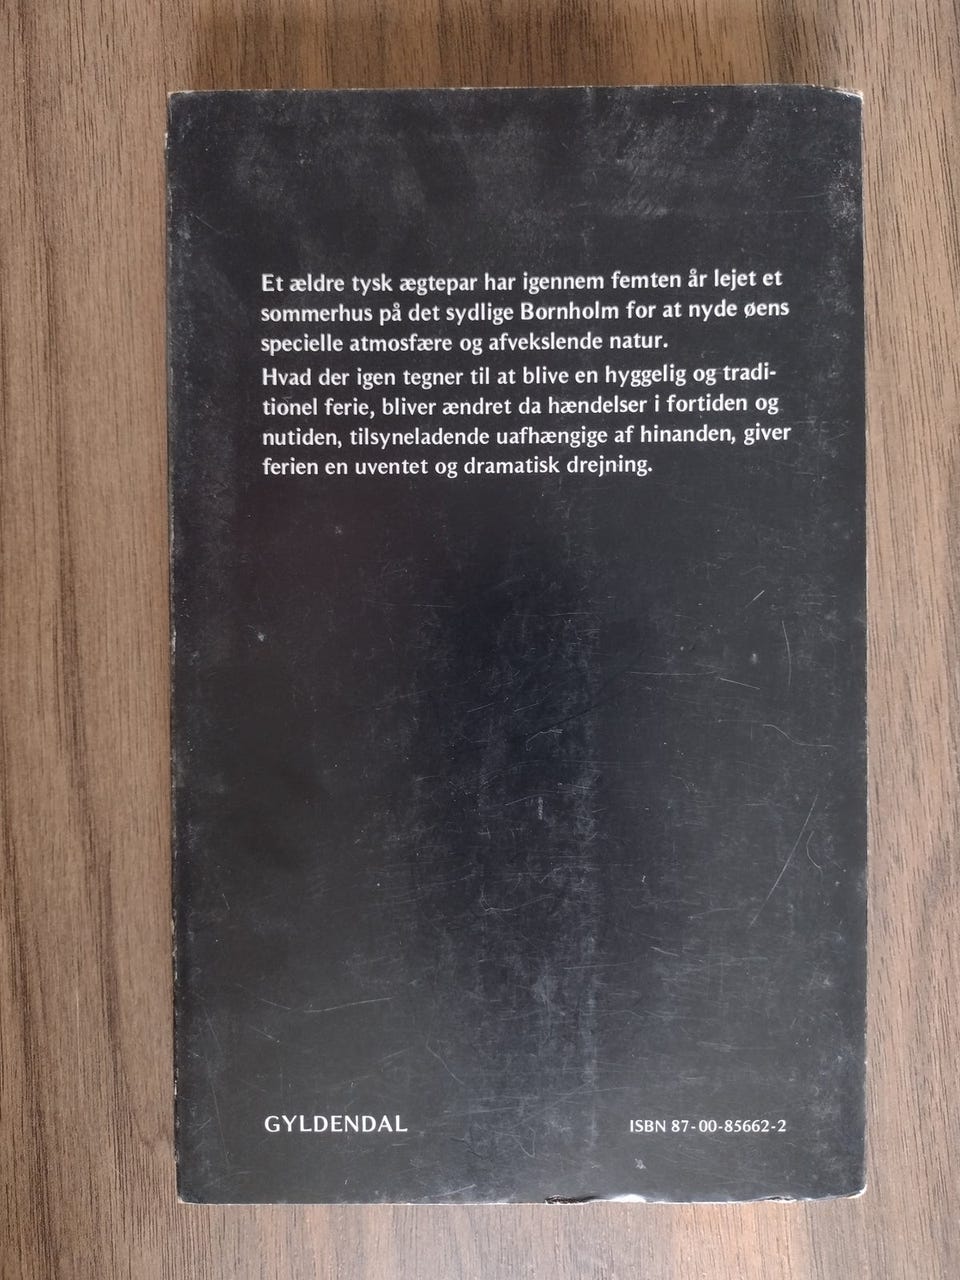 Et ældre tysk ægtepar har igennem femten år lejet et
sommerhus på det sydlige Bornholm for at nyde øens
specielle atmosfære og afvekslende natur.
Hvad der igen tegner til at blive en hyggelig og tradi-
tionel ferie, bliver ændret da hændelser i fortiden og
nutiden, tilsyneladende uafhængige af hinanden, giver
ferien en uventet og dramatisk drejning.
GYLDENDAL
ISBN 87-00-85662-2